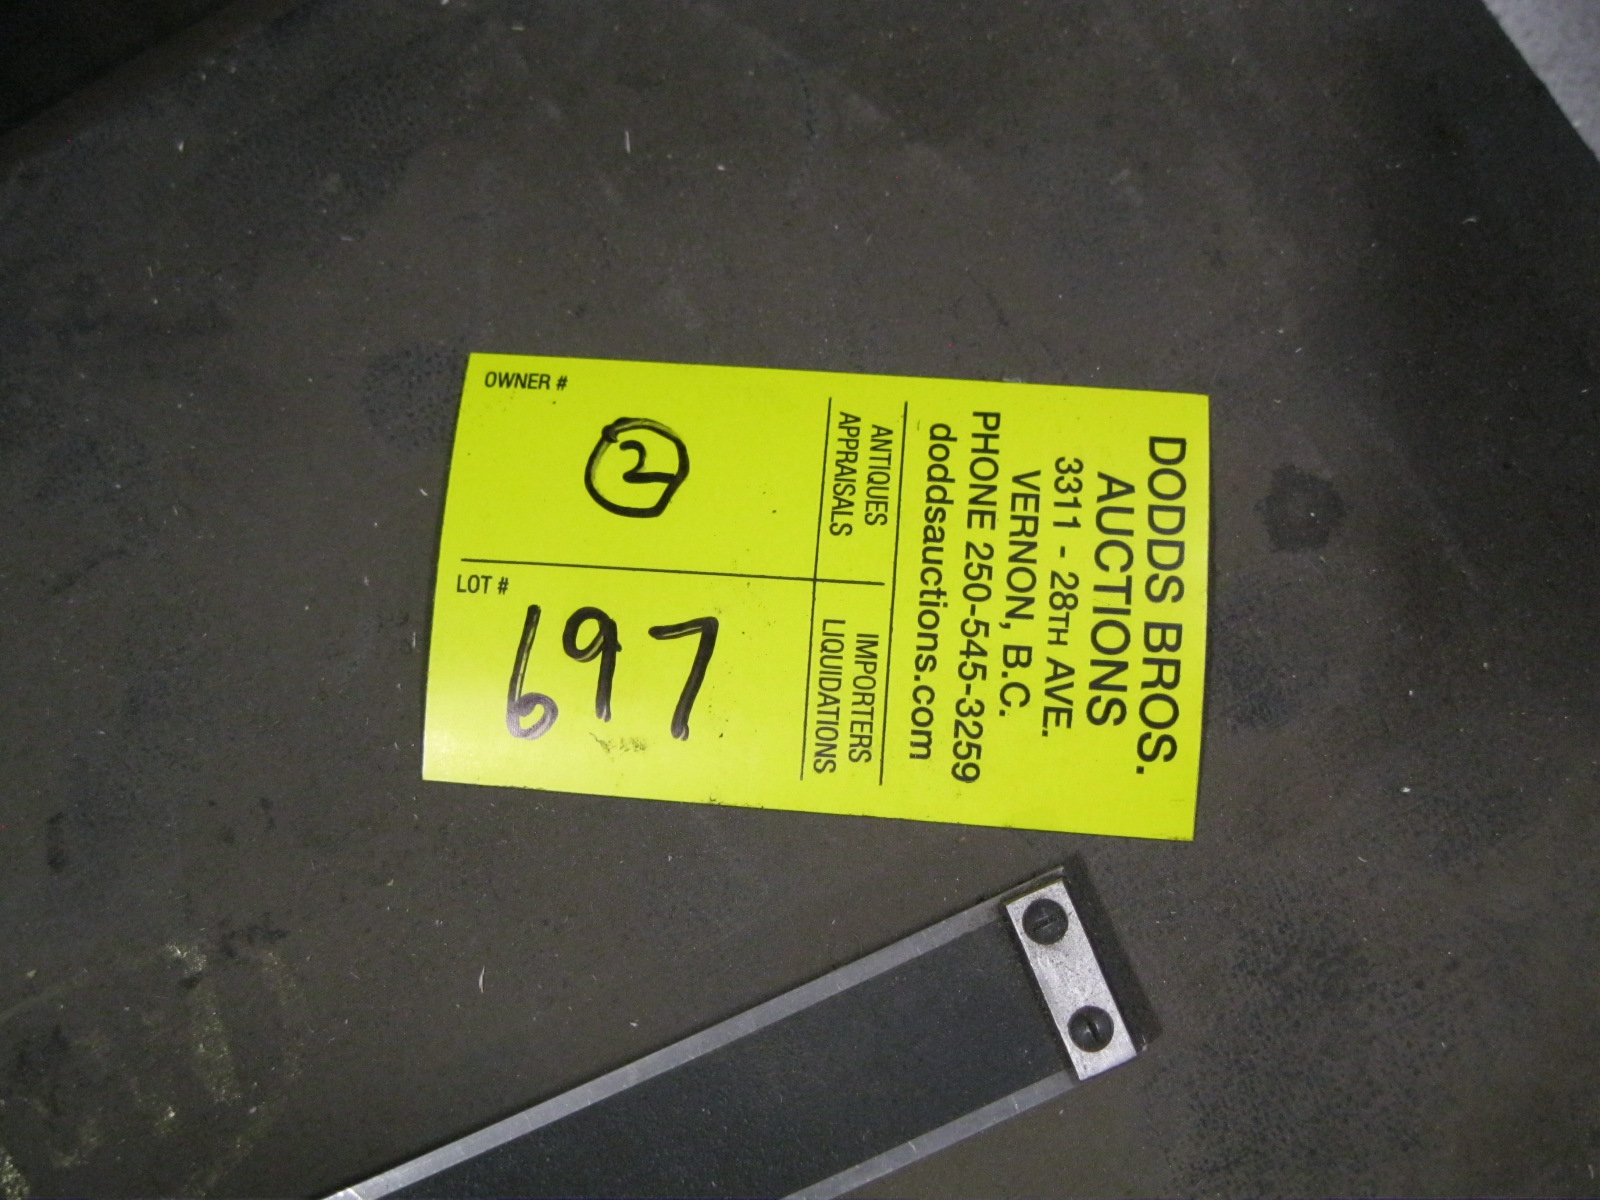 DODDS BROS.
AUCTIONS
3311 - 28TH AVE.
VERNON, B.C.
PHONE 250-545-3259
doddsauctions.com
ANTIQUES
APPRAISALS
IMPORTERS
LIQUIDATIONS
OWNER #
2
LOT #
697